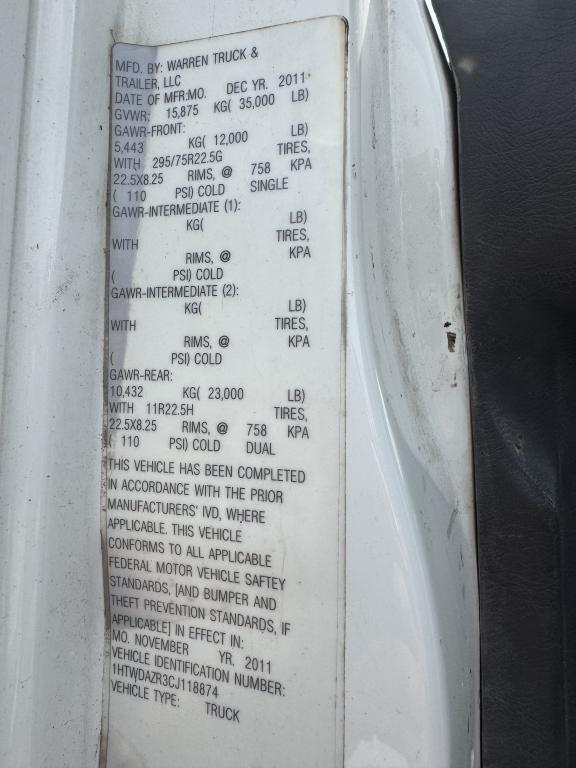 MFD. BY: WARREN TRUCK &
TRAILER, LLC
DATE OF MFR:MO. DEC YR. 2011
GVWR: 15,875 KG( 35,000 LB)
GAWR-FRONT:
5,443 KG( 12,000 LB)
WITH 295/75R22.5G TIRES,
22.5X8.25 RIMS, @ 758 KPA
( 110 PSI) COLD SINGLE
GAWR-INTERMEDIATE (1):
KG( LB)
WITH TIRES,
RIMS, @ KPA
( PSI) COLD
GAWR-INTERMEDIATE (2):
KG( LB)
WITH TIRES,
RIMS, @ KPA
( PSI) COLD
GAWR-REAR:
10,432 KG( 23,000 LB)
WITH 11R22.5H TIRES,
22.5X8.25 RIMS, @ 758 KPA
( 110 PSI) COLD DUAL
THIS VEHICLE HAS BEEN COMPLETED
IN ACCORDANCE WITH THE PRIOR
MANUFACTURERS' IVD, WHERE
APPLICABLE. THIS VEHICLE
CONFORMS TO ALL APPLICABLE
FEDERAL MOTOR VEHICLE SAFTEY
STANDARDS, [AND BUMPER AND
THEFT PREVENTION STANDARDS, IF
APPLICABLE] IN EFFECT IN:
MO. NOVEMBER YR. 2011
VEHICLE IDENTIFICATION NUMBER:
1HTWDAZR3CJ118874
VEHICLE TYPE: TRUCK